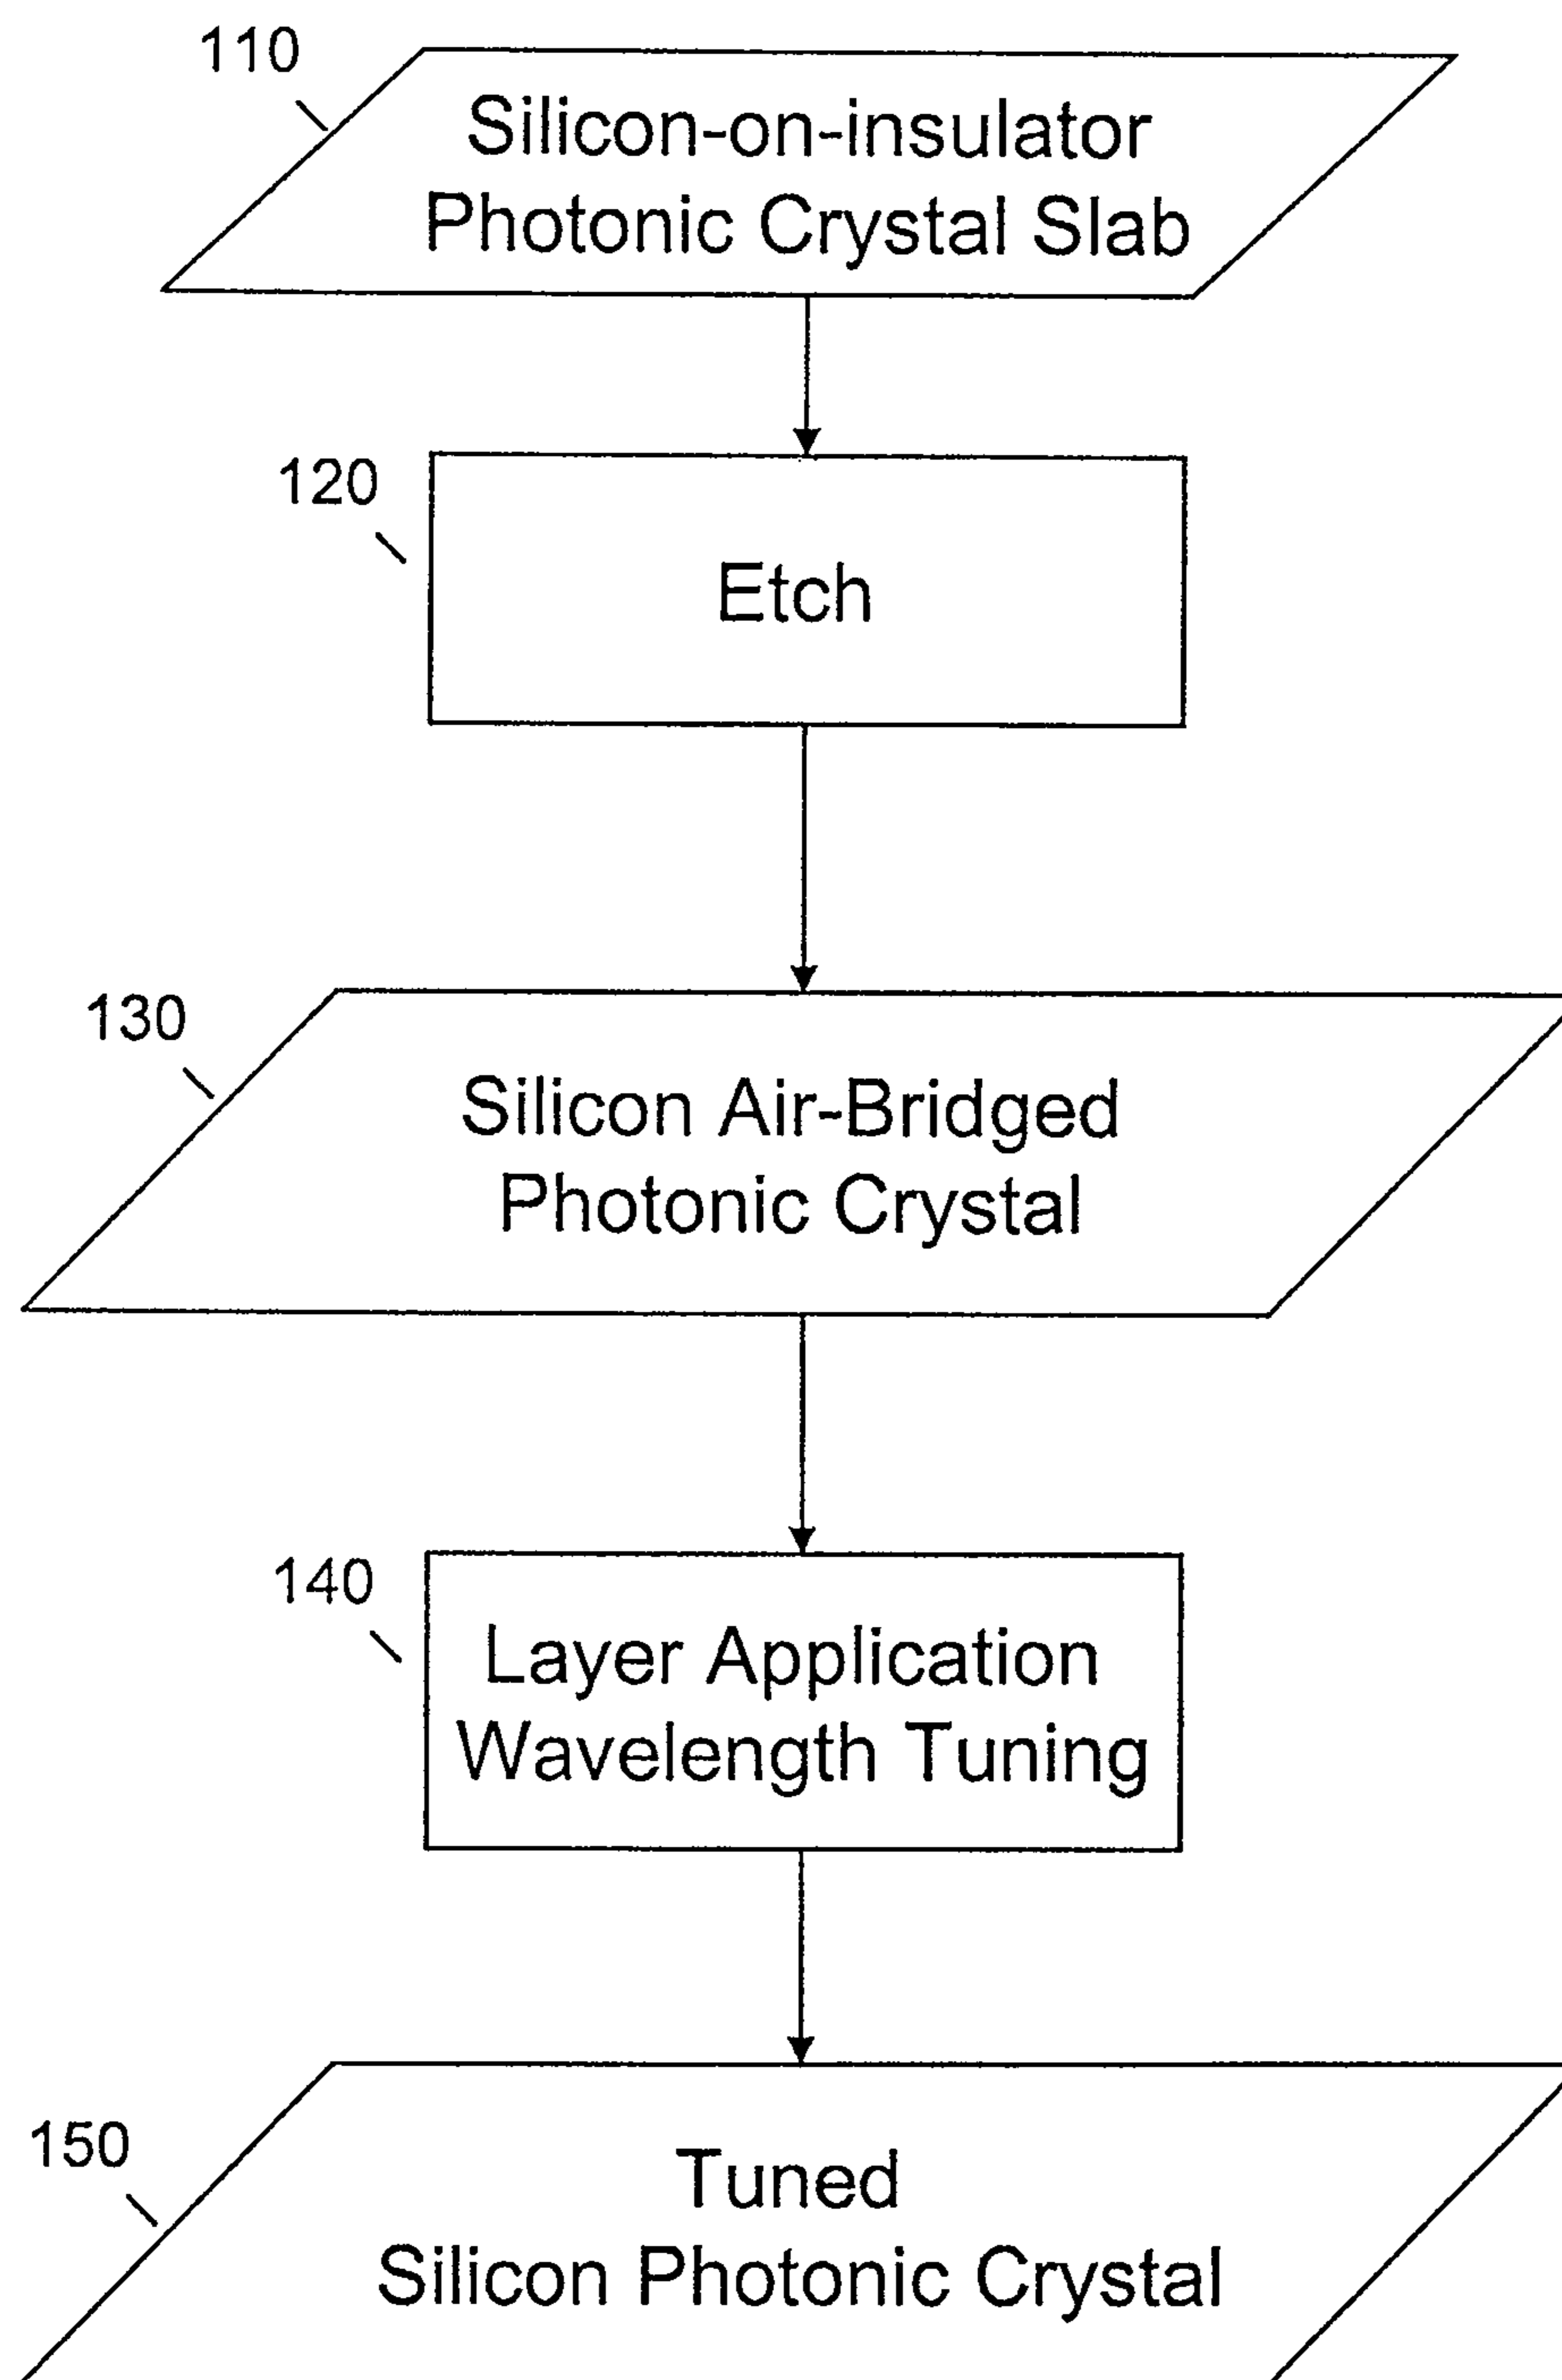 110
Silicon-on-insulator
Photonic Crystal Slab
120
Etch
130
Silicon Air-Bridged
Photonic Crystal
140
Layer Application
Wavelength Tuning
150
Tuned
Silicon Photonic Crystal